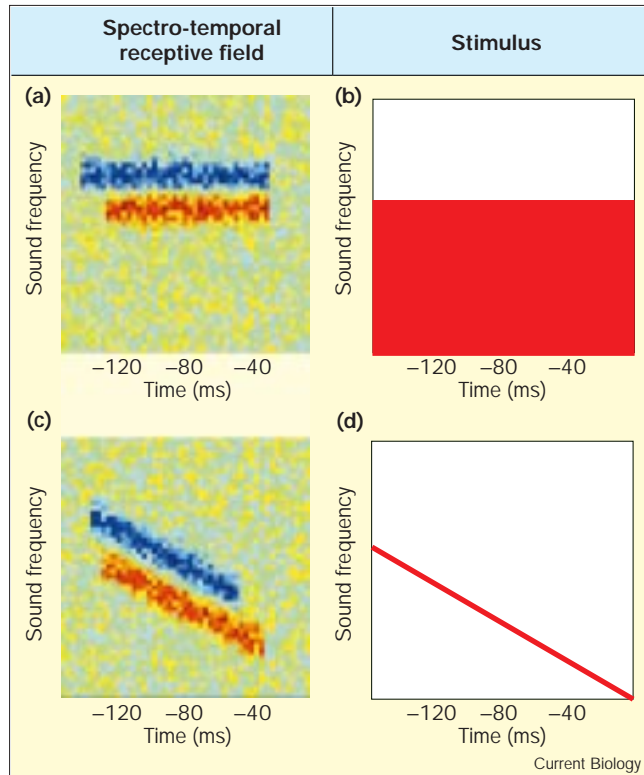 Spectro-temporal
receptive field
Stimulus
(a)
Sound frequency
−120 −80 −40
Time (ms)
(b)
Sound frequency
−120 −80 −40
Time (ms)
(c)
Sound frequency
−120 −80 −40
Time (ms)
(d)
Sound frequency
−120 −80 −40
Time (ms)
Current Biology